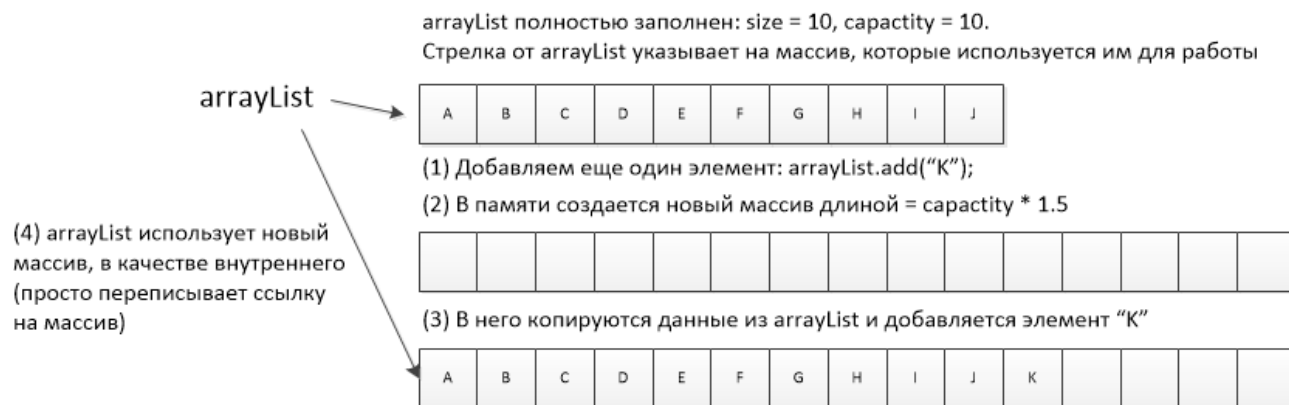 arrayList полностью заполнен: size = 10, capactity = 10.
Стрелка от arrayList указывает на массив, которые используется им для работы
arrayList
A B C D E F G H I J
(1) Добавляем еще один элемент: arrayList.add(“K”);
(2) В памяти создается новый массив длиной = capactity * 1.5
(4) arrayList использует новый
массив, в качестве внутреннего
(просто переписывает ссылку
на массив)
(3) В него копируются данные из arrayList и добавляется элемент “K”
A B C D E F G H I J K